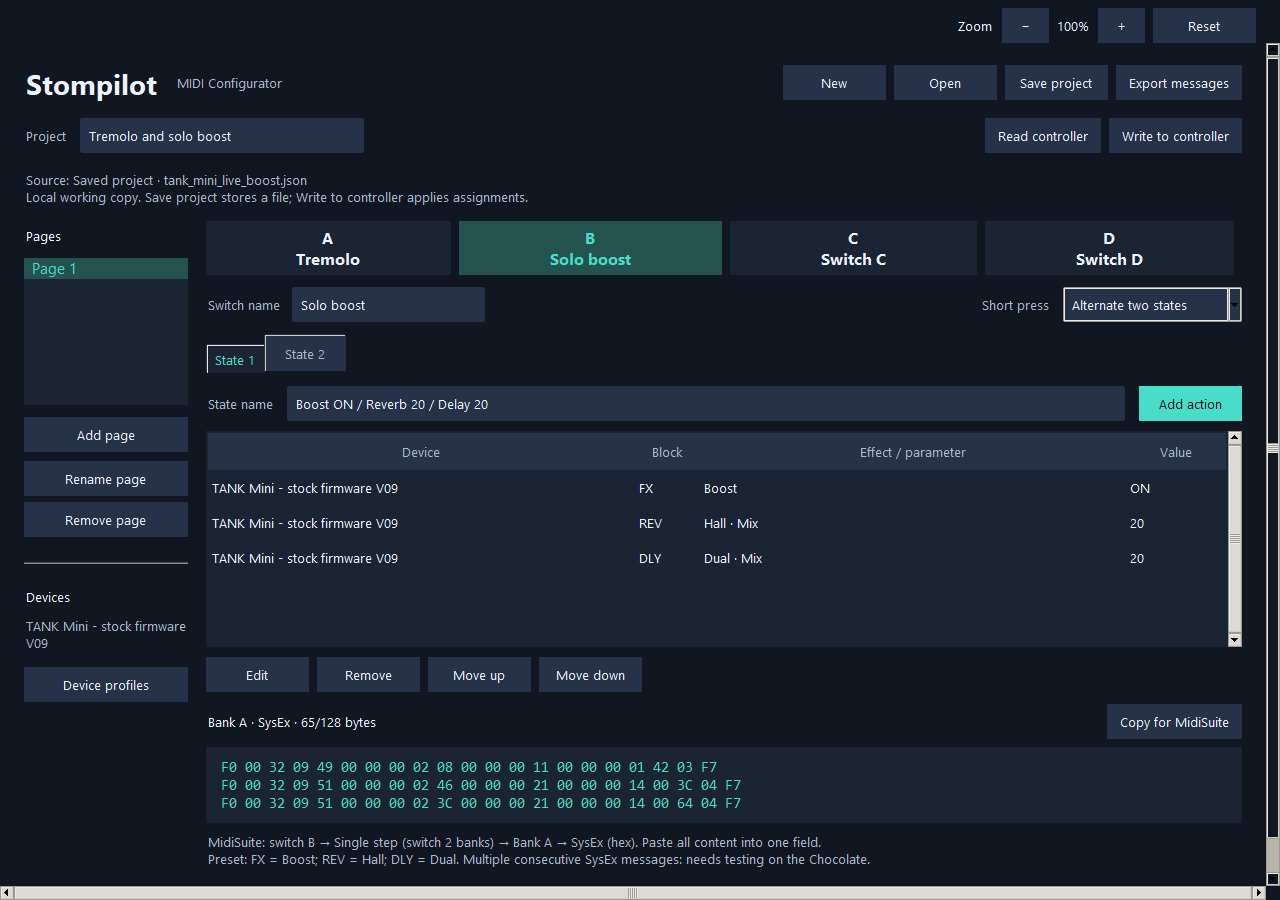 Zoom − 100% + Reset
Stompilot MIDI Configurator New Open Save project Export messages
Project Tremolo and solo boost Read controller Write to controller
Source: Saved project · tank_mini_live_boost.json
Local working copy. Save project stores a file; Write to controller applies assignments.
Pages
Page 1
Add page
Rename page
Remove page
Devices
TANK Mini - stock firmware
V09
Device profiles
A
Tremolo
B
Solo boost
C
Switch C
D
Switch D
Switch name Solo boost Short press Alternate two states
State 1 State 2
State name Boost ON / Reverb 20 / Delay 20 Add action
Device Block Effect / parameter Value
TANK Mini - stock firmware V09 FX Boost ON
TANK Mini - stock firmware V09 REV Hall · Mix 20
TANK Mini - stock firmware V09 DLY Dual · Mix 20
Edit Remove Move up Move down
Bank A · SysEx · 65/128 bytes Copy for MidiSuite
F0 00 32 09 49 00 00 00 02 08 00 00 00 11 00 00 00 01 42 03 F7
F0 00 32 09 51 00 00 00 02 46 00 00 00 21 00 00 00 14 00 3C 04 F7
F0 00 32 09 51 00 00 00 02 3C 00 00 00 21 00 00 00 14 00 64 04 F7
MidiSuite: switch B → Single step (switch 2 banks) → Bank A → SysEx (hex). Paste all content into one field.
Preset: FX = Boost; REV = Hall; DLY = Dual. Multiple consecutive SysEx messages: needs testing on the Chocolate.